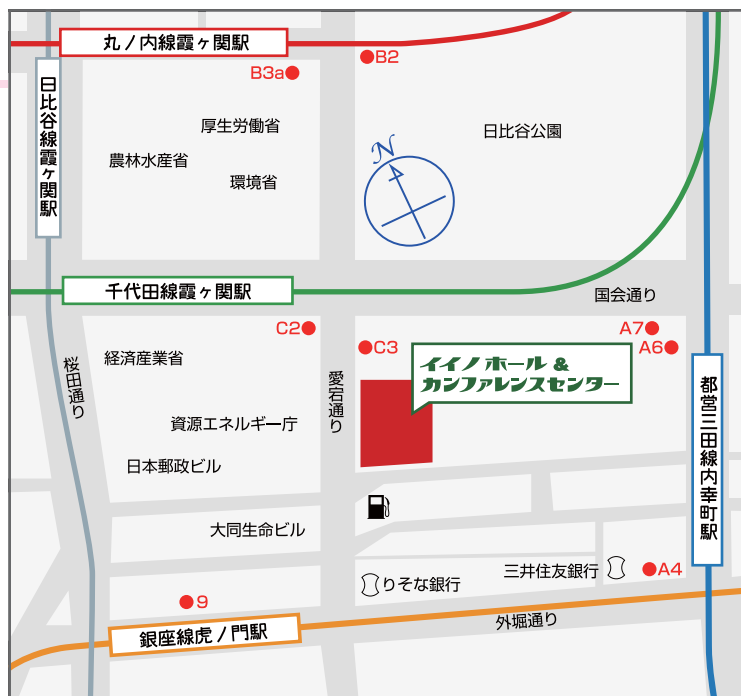 丸ノ内線霞ヶ関駅
B2
B3a
日比谷線霞ヶ関駅
厚生労働省
日比谷公園
農林水産省
環境省
N
千代田線霞ヶ関駅
国会通り
C2
C3
A7
A6
経済産業省
イイノホール &
カンファレンスセンター
桜田通り
愛宕通り
都営三田線内幸町駅
資源エネルギー庁
日本郵政ビル
大同生命ビル
三井住友銀行
A4
りそな銀行
9
外堀通り
銀座線虎ノ門駅